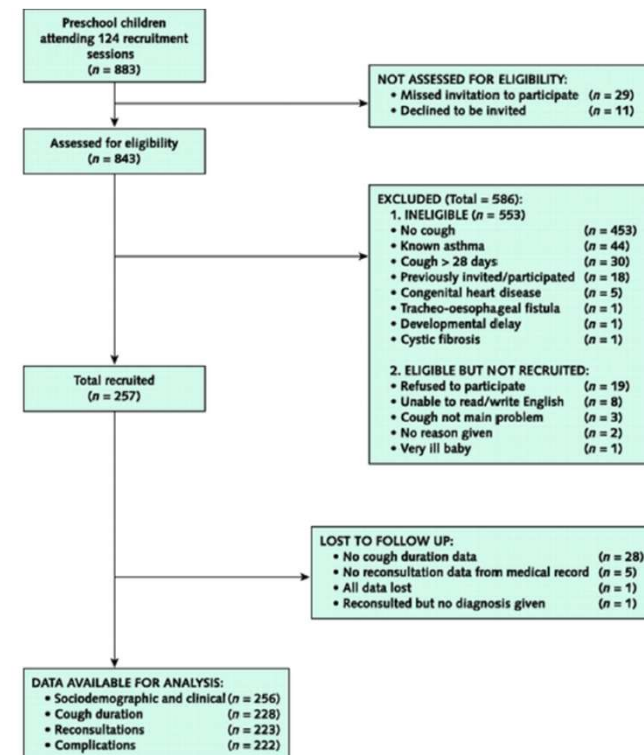 Preschool children
attending 124 recruitment
sessions
(n = 883)
NOT ASSESSED FOR ELIGIBILITY:
• Missed invitation to participate (n = 29)
• Declined to be invited (n = 11)
Assessed for eligibility
(n = 843)
EXCLUDED (Total = 586):
1. INELIGIBLE (n = 553)
• No cough (n = 453)
• Known asthma (n = 44)
• Cough > 28 days (n = 30)
• Previously invited/participated (n = 18)
• Congenital heart disease (n = 5)
• Tracheo-oesophageal fistula (n = 1)
• Developmental delay (n = 1)
• Cystic fibrosis (n = 1)
2. ELIGIBLE BUT NOT RECRUITED:
• Refused to participate (n = 19)
• Unable to read/write English (n = 8)
• Cough not main problem (n = 3)
• No reason given (n = 2)
• Very ill baby (n = 1)
Total recruited
(n = 257)
LOST TO FOLLOW UP:
• No cough duration data (n = 28)
• No reconsultation data from medical record (n = 5)
• All data lost (n = 1)
• Reconsulted but no diagnosis given (n = 1)
DATA AVAILABLE FOR ANALYSIS:
• Sociodemographic and clinical (n = 256)
• Cough duration (n = 228)
• Reconsultations (n = 223)
• Complications (n = 222)